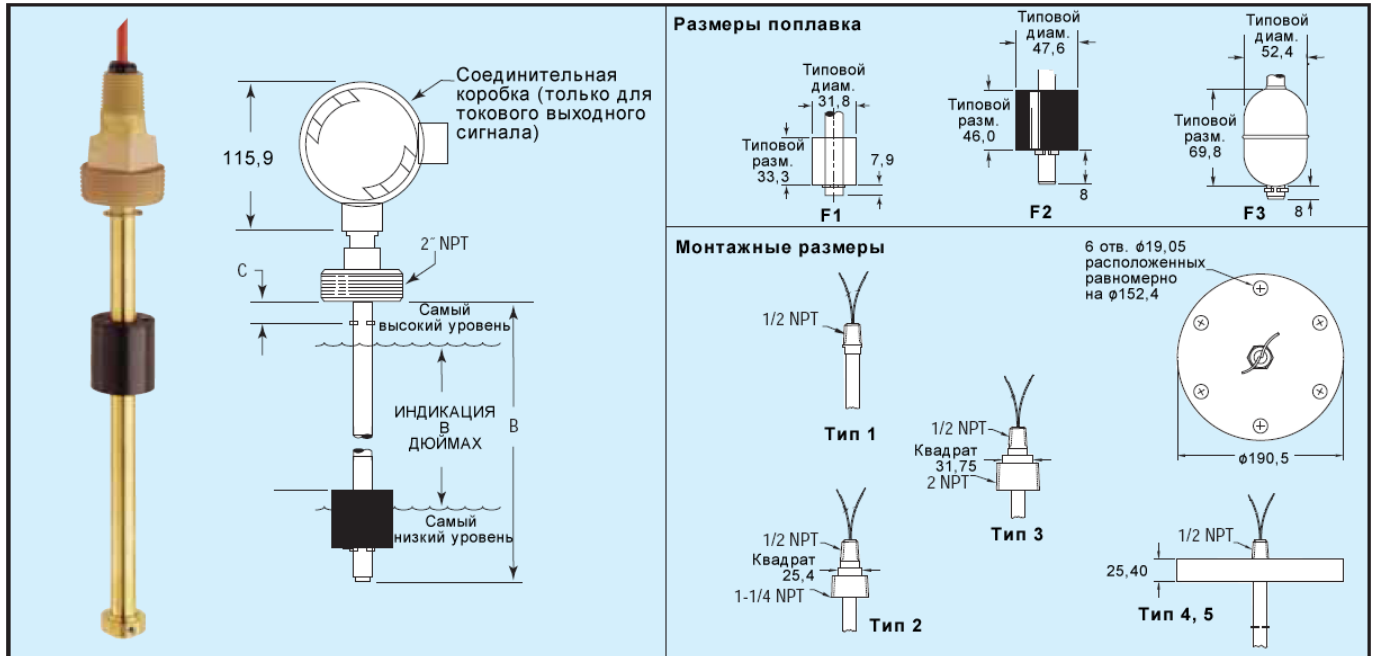 Соединительная
коробка (только для
токового выходного
сигнала)
115,9
2˝ NPT
C
Самый
высокий уровень
ИНДИКАЦИЯ
В
ДЮЙМАХ
B
Самый
низкий уровень
Размеры поплавка
Типовой
диам.
31,8
Типовой
разм.
33,3
7,9
F1
Типовой
диам.
47,6
Типовой
разм.
46,0
8
F2
Типовой
диам.
52,4
Типовой
разм.
69,8
8
F3
Монтажные размеры
1/2 NPT
Тип 1
1/2 NPT
Квадрат
25,4
1-1/4 NPT
Тип 2
1/2 NPT
Квадрат
31,75
2 NPT
Тип 3
6 отв. ϕ19,05
расположенных
равномерно
на ϕ152,4
ϕ190,5
1/2 NPT
25,40
Тип 4, 5